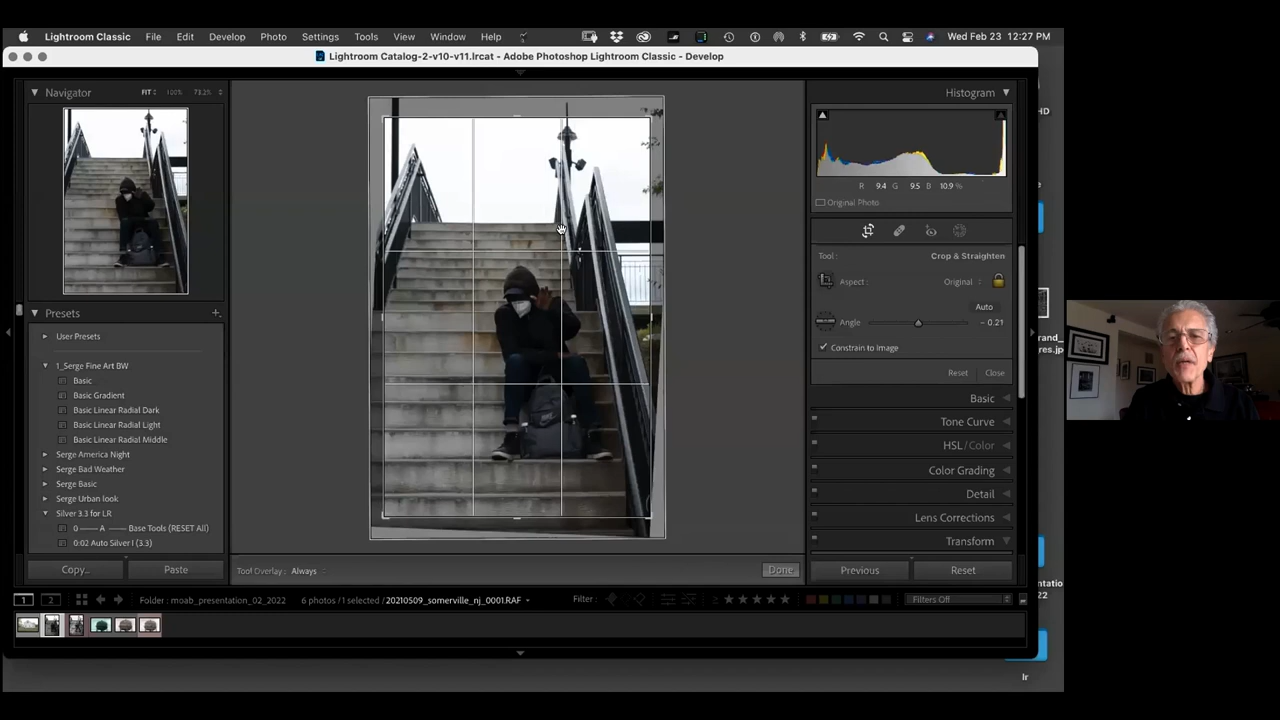 Lightroom Classic File Edit Develop Photo Settings Tools View Window Help Wed Feb 23 12:27 PM
Lightroom Catalog-2-v10-v11.lrcat - Adobe Photoshop Lightroom Classic - Develop
Navigator FIT 100% 73.2%
Histogram
HD
R 9.4 G 9.5 B 10.9 %
Original Photo
Tool: Crop & Straighten
Aspect: Original
Auto
Angle - 0.21
Constrain to Image
Reset Close
Presets
User Presets
1_Serge Fine Art BW
Basic
Basic Gradient
Basic Linear Radial Dark
Basic Linear Radial Light
Basic Linear Radial Middle
Serge America Night
Serge Bad Weather
Serge Basic
Serge Urban look
Silver 3.3 for LR
0 —— A —— Base Tools (RESET All)
0:02 Auto Silver I (3.3)
Basic
Tone Curve
HSL/Color
Color Grading
Detail
Lens Corrections
Transform
rand_
res.jp
Copy... Paste
Tool Overlay: Always
Done
Previous Reset
ntatio
22
1 2 Folder : moab_presentation_02_2022 6 photos / 1 selected / 20210509_somerville_nj_0001.RAF
Filter : Filters Off
lr